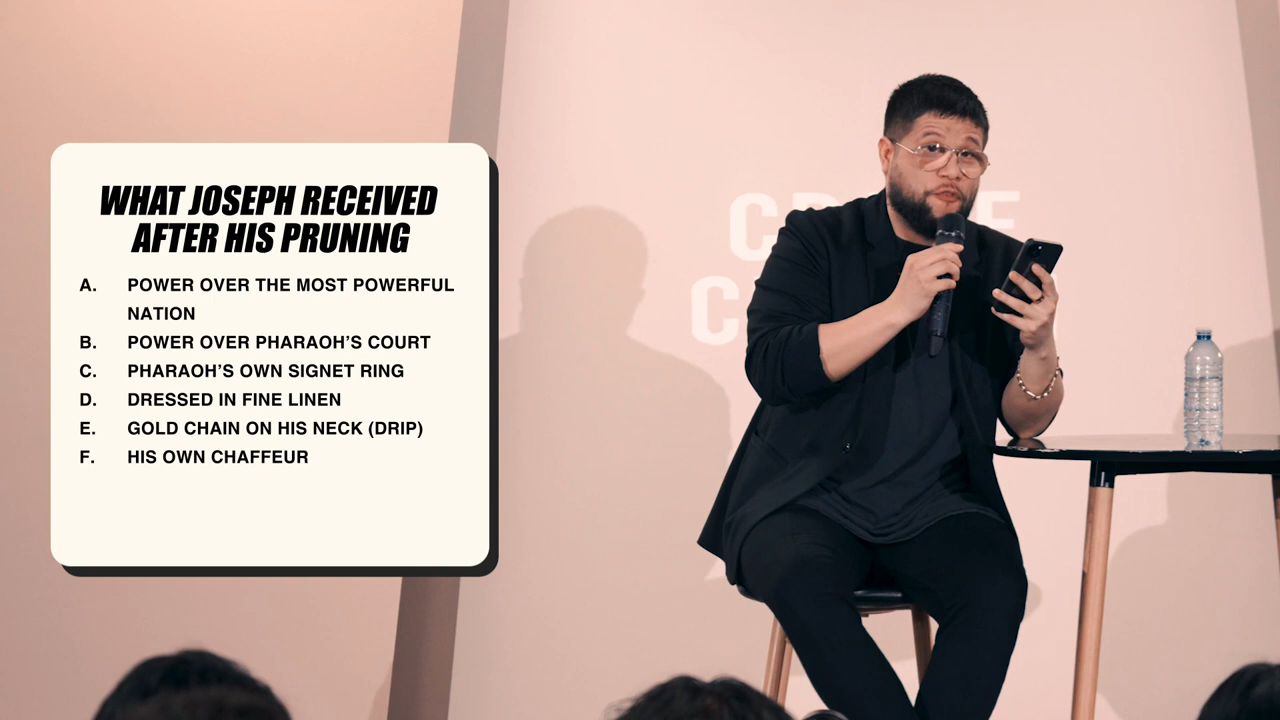 WHAT JOSEPH RECEIVED
AFTER HIS PRUNING
A. POWER OVER THE MOST POWERFUL
NATION
B. POWER OVER PHARAOH'S COURT
C. PHARAOH'S OWN SIGNET RING
D. DRESSED IN FINE LINEN
E. GOLD CHAIN ON HIS NECK (DRIP)
F. HIS OWN CHAFFEUR